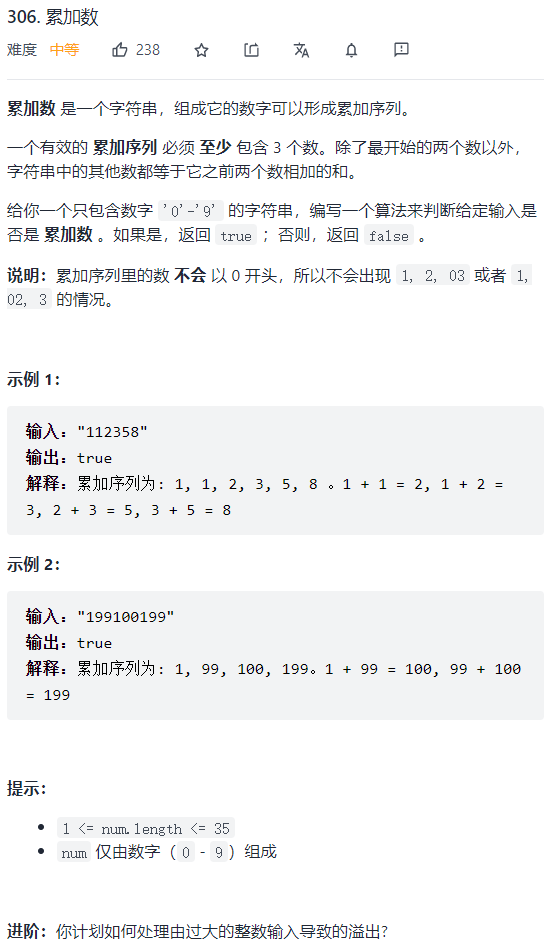 306. 累加数
难度 中等 238
累加数 是一个字符串，组成它的数字可以形成累加序列。
一个有效的 累加序列 必须 至少 包含 3 个数。除了最开始的两个数以外，
字符串中的其他数都等于它之前两个数相加的和。
给你一个只包含数字 '0'-'9' 的字符串，编写一个算法来判断给定输入是
否是 累加数 。如果是，返回 true ；否则，返回 false 。
说明：累加序列里的数 不会 以 0 开头，所以不会出现 1, 2, 03 或者 1,
02, 3 的情况。
示例 1：
输入："112358"
输出：true
解释：累加序列为: 1, 1, 2, 3, 5, 8 。1 + 1 = 2, 1 + 2 =
3, 2 + 3 = 5, 3 + 5 = 8
示例 2：
输入："199100199"
输出：true
解释：累加序列为: 1, 99, 100, 199。1 + 99 = 100, 99 + 100
= 199
提示：
1 <= num.length <= 35
num 仅由数字（0 - 9）组成
进阶：你计划如何处理由过大的整数输入导致的溢出?